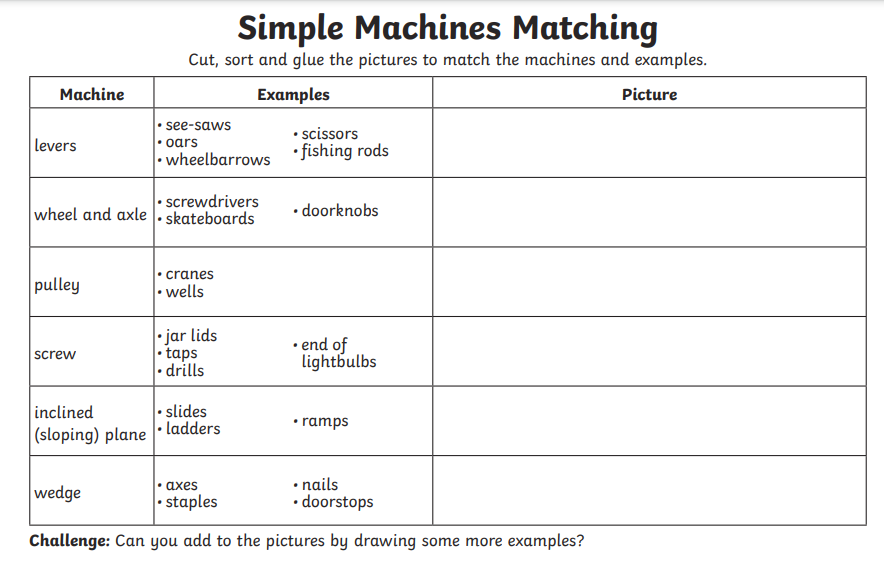 Simple Machines Matching
Cut, sort and glue the pictures to match the machines and examples.
Machine
Examples
Picture
levers
• see-saws
• oars
• wheelbarrows
• scissors
• fishing rods
wheel and axle
• screwdrivers
• skateboards
• doorknobs
pulley
• cranes
• wells
screw
• jar lids
• taps
• drills
• end of
lightbulbs
inclined
(sloping) plane
• slides
• ladders
• ramps
wedge
• axes
• staples
• nails
• doorstops
Challenge: Can you add to the pictures by drawing some more examples?